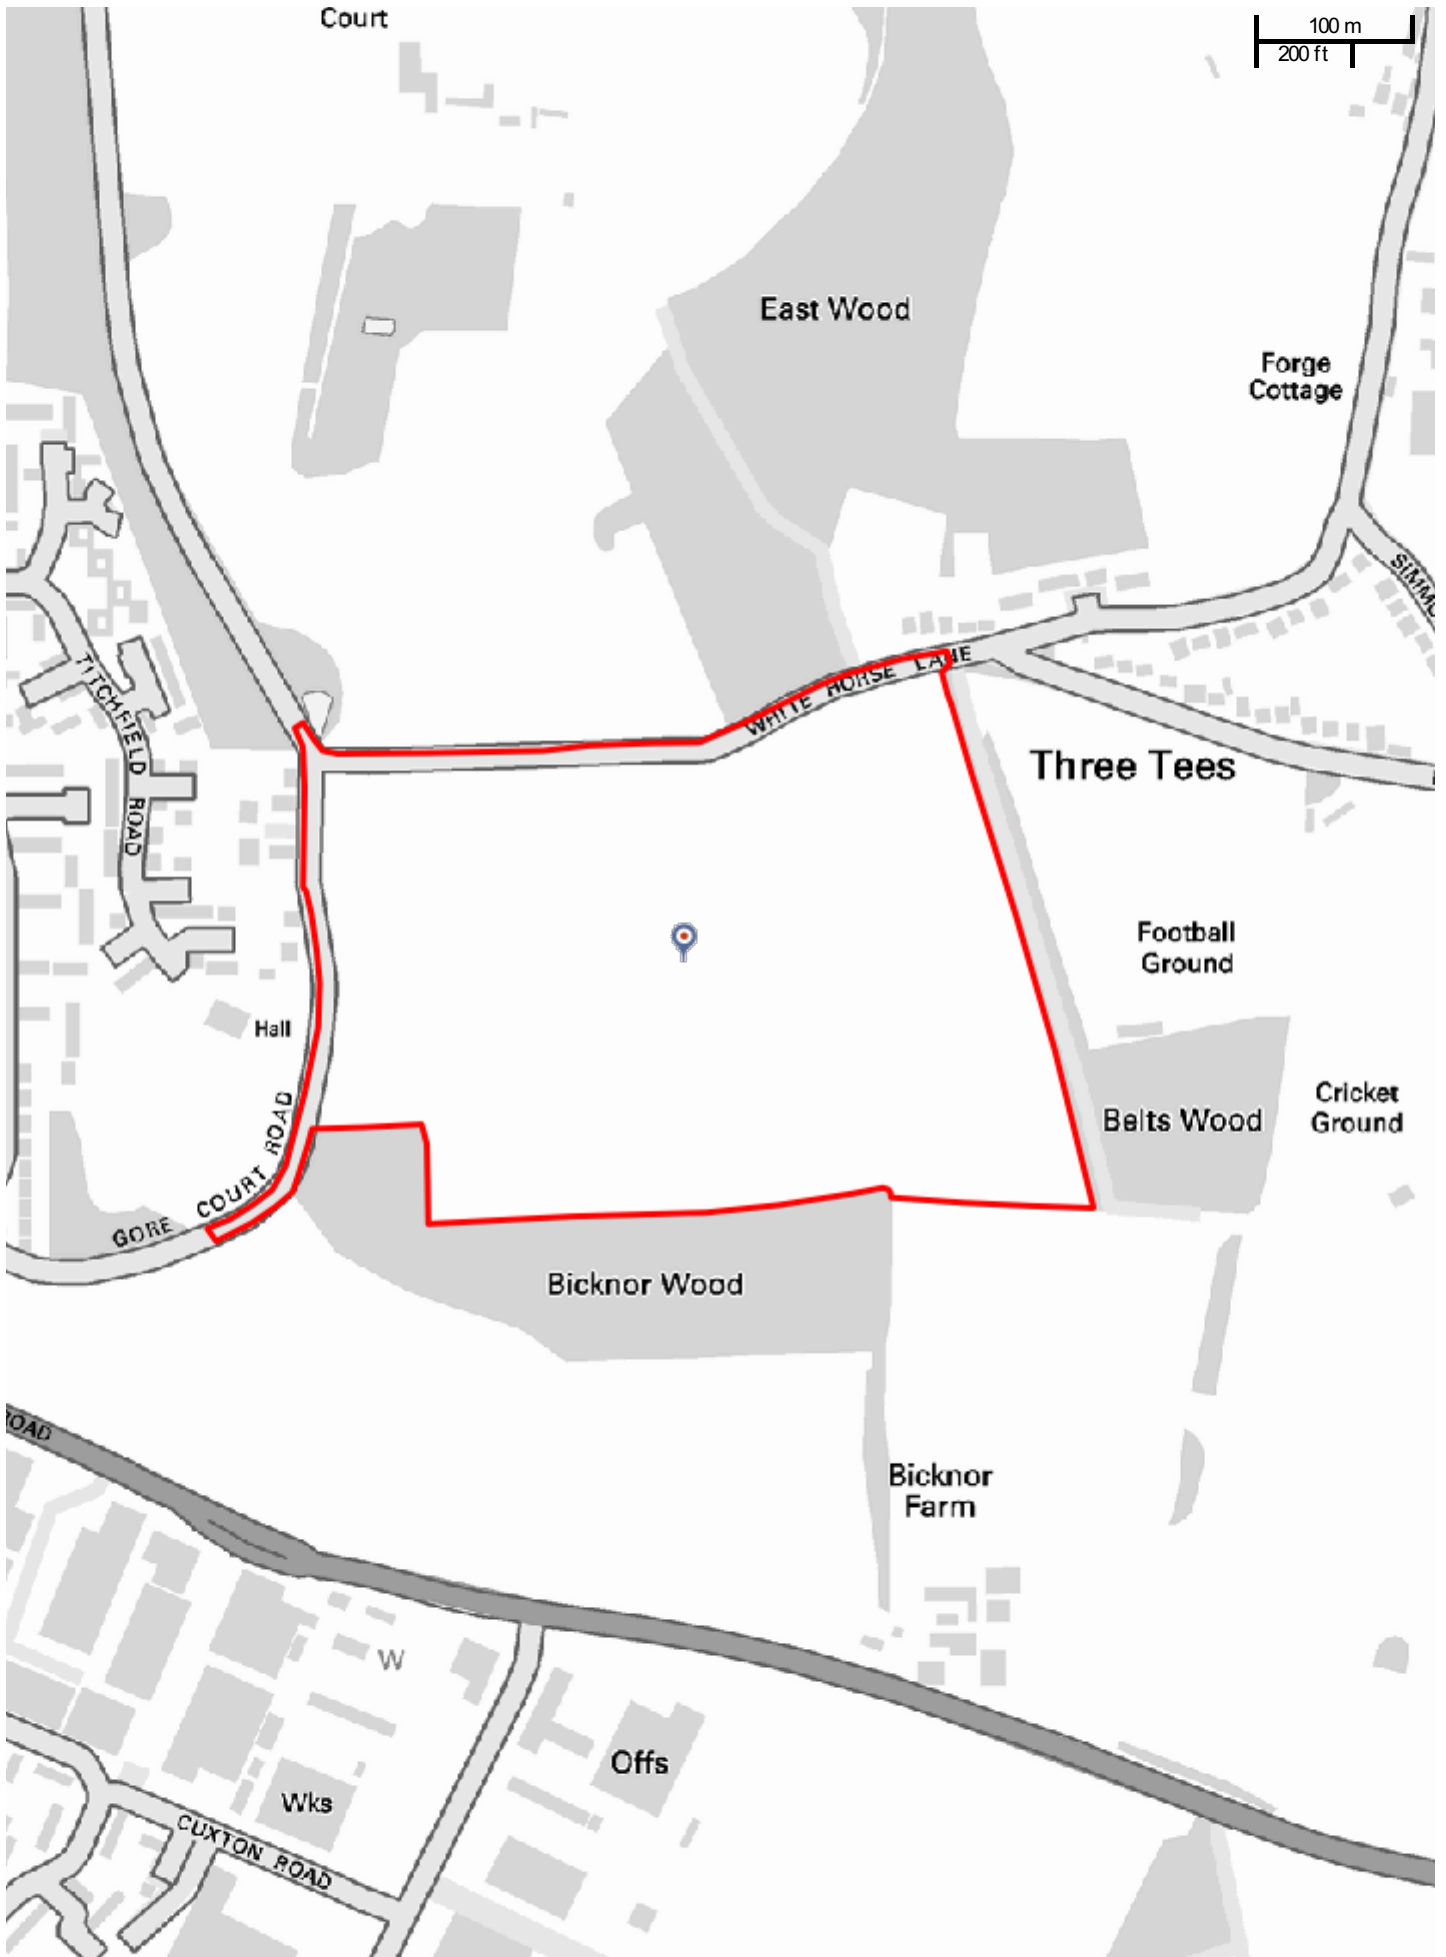 Court
100 m
200 ft
East Wood
Forge
Cottage
TITCHFIELD ROAD
WHITE HORSE LANE
Three Tees
Football
Ground
Hall
GORE COURT ROAD
Belts Wood
Cricket
Ground
Bicknor Wood
ROAD
Bicknor
Farm
W
Offs
Wks
CUXTON ROAD